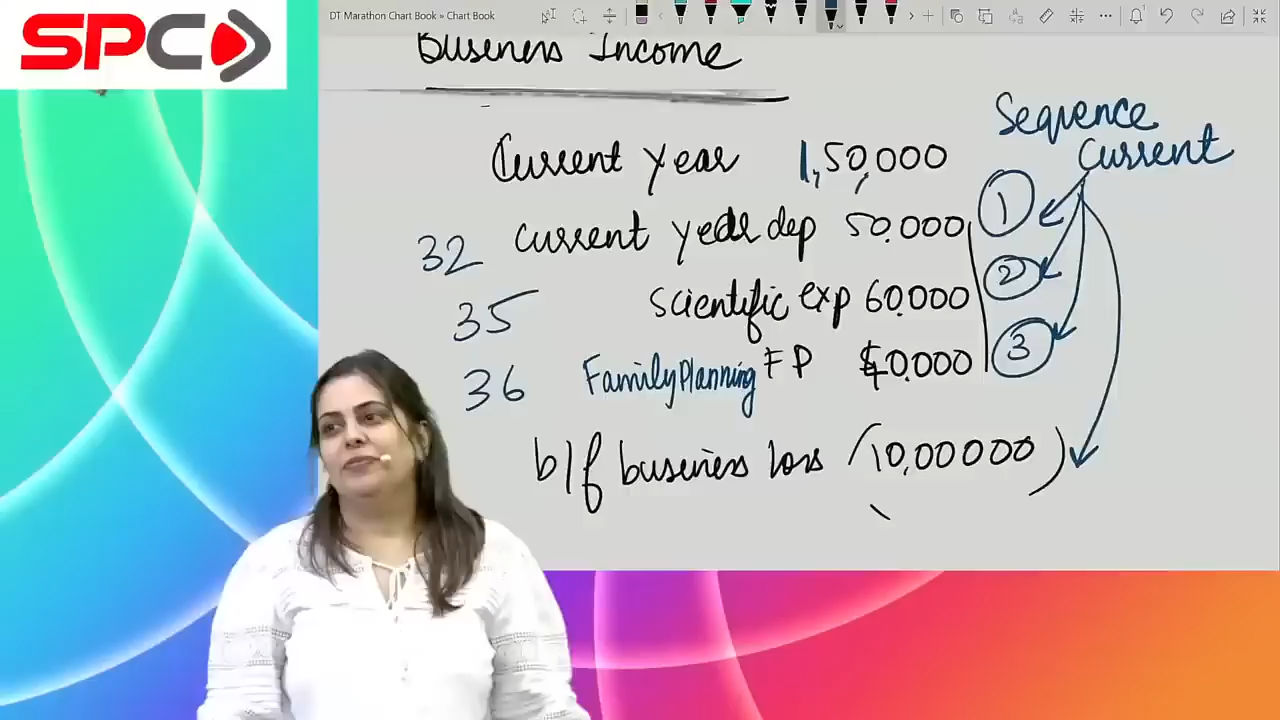 SPC
DT Marathon Chart Book » Chart Book
Business Income
Sequence
Current
Current year 1,50,000
32 Current year dep 50,000 1
35 Scientific exp 60,000 2
36 Family Planning FP 40,000 3
b/f business loss (10,00000)